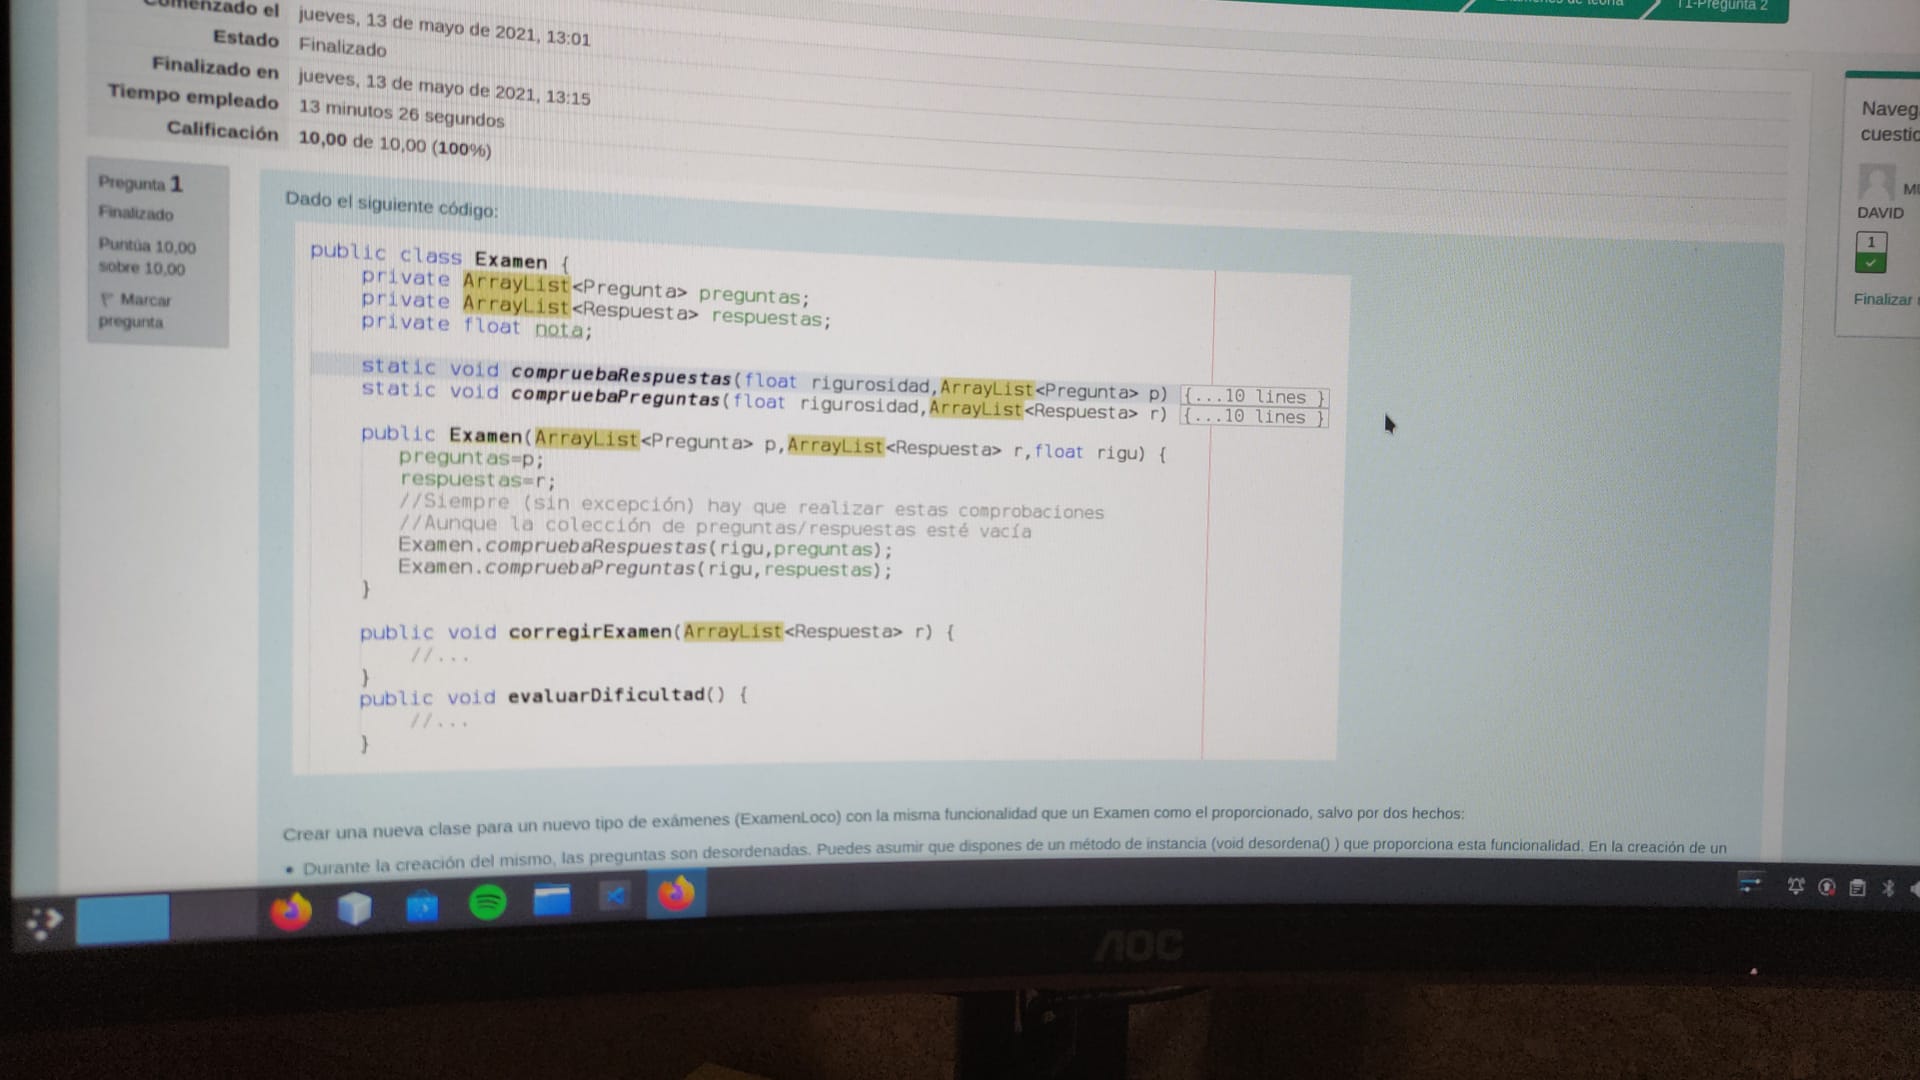 Comenzado el jueves, 13 de mayo de 2021, 13:01
Estado Finalizado
Finalizado en jueves, 13 de mayo de 2021, 13:15
Tiempo empleado 13 minutos 26 segundos
Calificación 10,00 de 10,00 (100%)
T1-Pregunta 2
Pregunta 1
Finalizado
Puntúa 10,00
sobre 10,00
Marcar
pregunta
Dado el siguiente código:
public class Examen {
private ArrayList<Pregunta> preguntas;
private ArrayList<Respuesta> respuestas;
private float nota;
static void compruebaRespuestas(float rigurosidad,ArrayList<Pregunta> p) {...10 lines }
static void compruebaPreguntas(float rigurosidad,ArrayList<Respuesta> r) {...10 lines }
public Examen(ArrayList<Pregunta> p,ArrayList<Respuesta> r,float rigu) {
preguntas=p;
respuestas=r;
//Siempre (sin excepción) hay que realizar estas comprobaciones
//Aunque la colección de preguntas/respuestas esté vacía
Examen.compruebaRespuestas(rigu,preguntas);
Examen.compruebaPreguntas(rigu,respuestas);
}
public void corregirExamen(ArrayList<Respuesta> r) {
//...
}
public void evaluarDificultad() {
//...
}
Crear una nueva clase para un nuevo tipo de exámenes (ExamenLoco) con la misma funcionalidad que un Examen como el proporcionado, salvo por dos hechos:
• Durante la creación del mismo, las preguntas son desordenadas. Puedes asumir que dispones de un método de instancia (void desordena() ) que proporciona esta funcionalidad. En la creación de un
Naveg
cuestio
DAVID
1
Finalizar
AOC